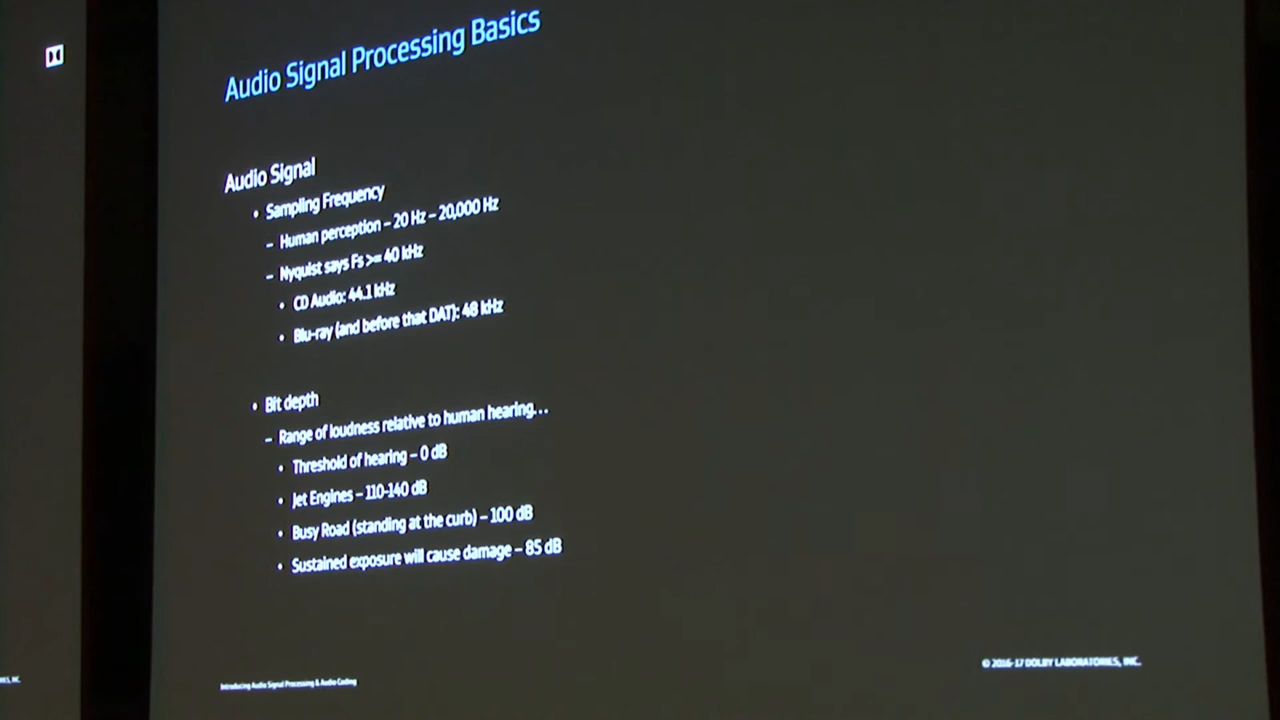 Audio Signal Processing Basics
Audio Signal
• Sampling Frequency
– Human perception – 20 Hz – 20,000 Hz
– Nyquist says Fs >= 40 kHz
• CD Audio: 44.1 kHz
• Blu-ray (and before that DAT): 48 kHz
• Bit depth
– Range of loudness relative to human hearing…
• Threshold of hearing – 0 dB
• Jet Engines – 110-140 dB
• Busy Road (standing at the curb) – 100 dB
• Sustained exposure will cause damage – 85 dB
Introducing Audio Signal Processing & Audio Coding
© 2016-17 DOLBY LABORATORIES, INC.